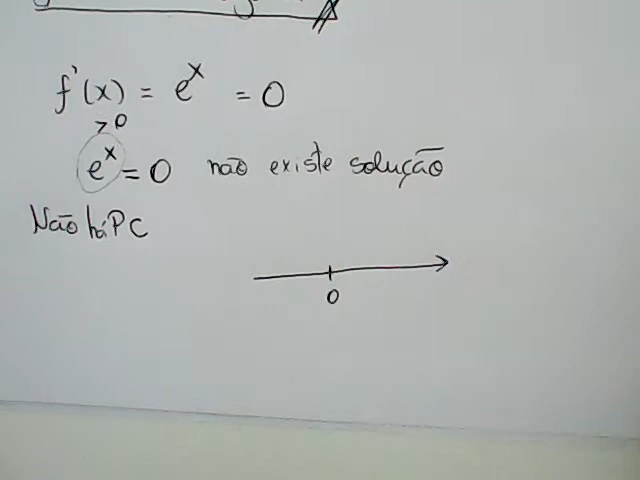 f'(x) = e^x = 0
> 0
e^x = 0 não existe solução
Não há PC
0